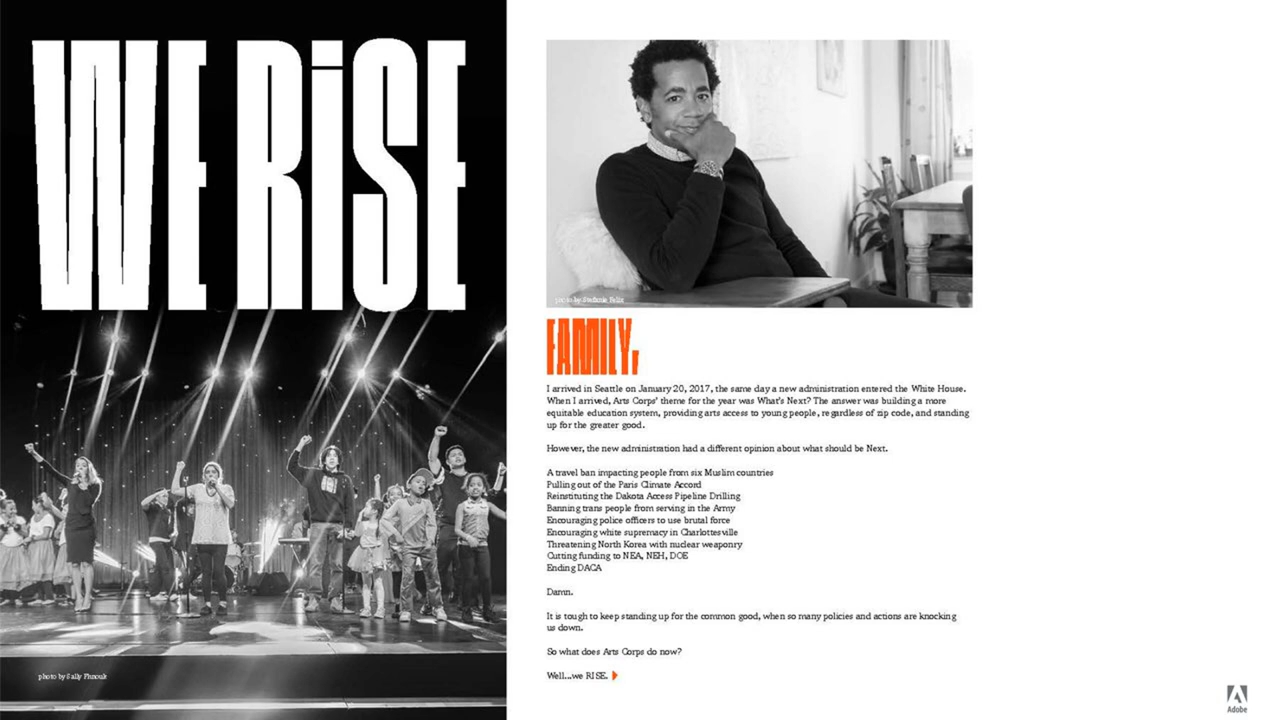 WE RiSE
photo by Sally Phnouk
photo by Stefanie Felix
FAMILY,
I arrived in Seattle on January 20, 2017, the same day a new administration entered the White House.
When I arrived, Arts Corps' theme for the year was What's Next? The answer was building a more
equitable education system, providing arts access to young people, regardless of zip code, and standing
up for the greater good.
However, the new administration had a different opinion about what should be Next.
A travel ban impacting people from six Muslim countries
Pulling out of the Paris Climate Accord
Reinstituting the Dakota Access Pipeline Drilling
Banning trans people from serving in the Army
Encouraging police officers to use brutal force
Encouraging white supremacy in Charlottesville
Threatening North Korea with nuclear weaponry
Cutting funding to NEA, NEH, DOE
Ending DACA
Damn.
It is tough to keep standing up for the common good, when so many policies and actions are knocking
us down.
So what does Arts Corps do now?
Well...we RISE.
Adobe